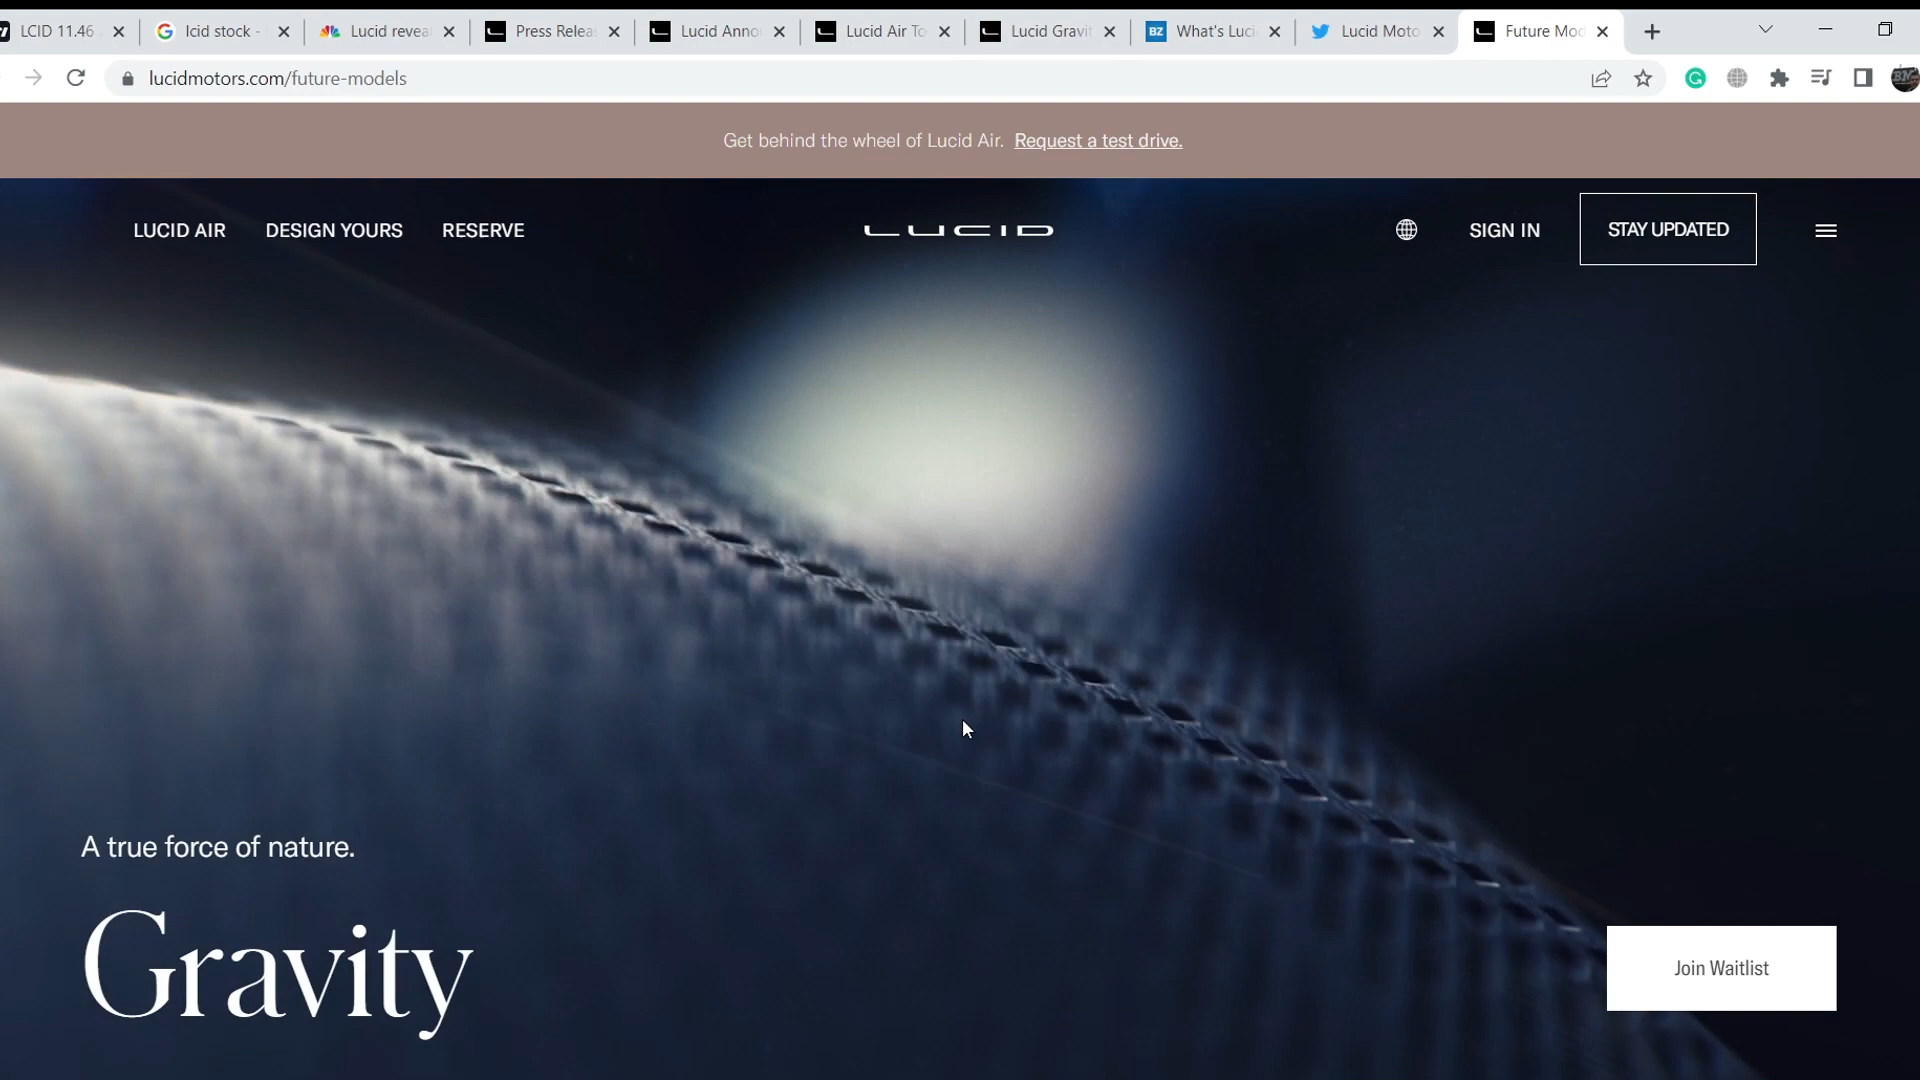 LCID 11.46
lcid stock -
Lucid revea
Press Relea
Lucid Anno
Lucid Air To
Lucid Gravit
BZ What's Luci
Lucid Moto
Future Mod
lucidmotors.com/future-models
Get behind the wheel of Lucid Air. Request a test drive.
LUCID AIR DESIGN YOURS RESERVE LUCID SIGN IN STAY UPDATED
A true force of nature.
Gravity
Join Waitlist